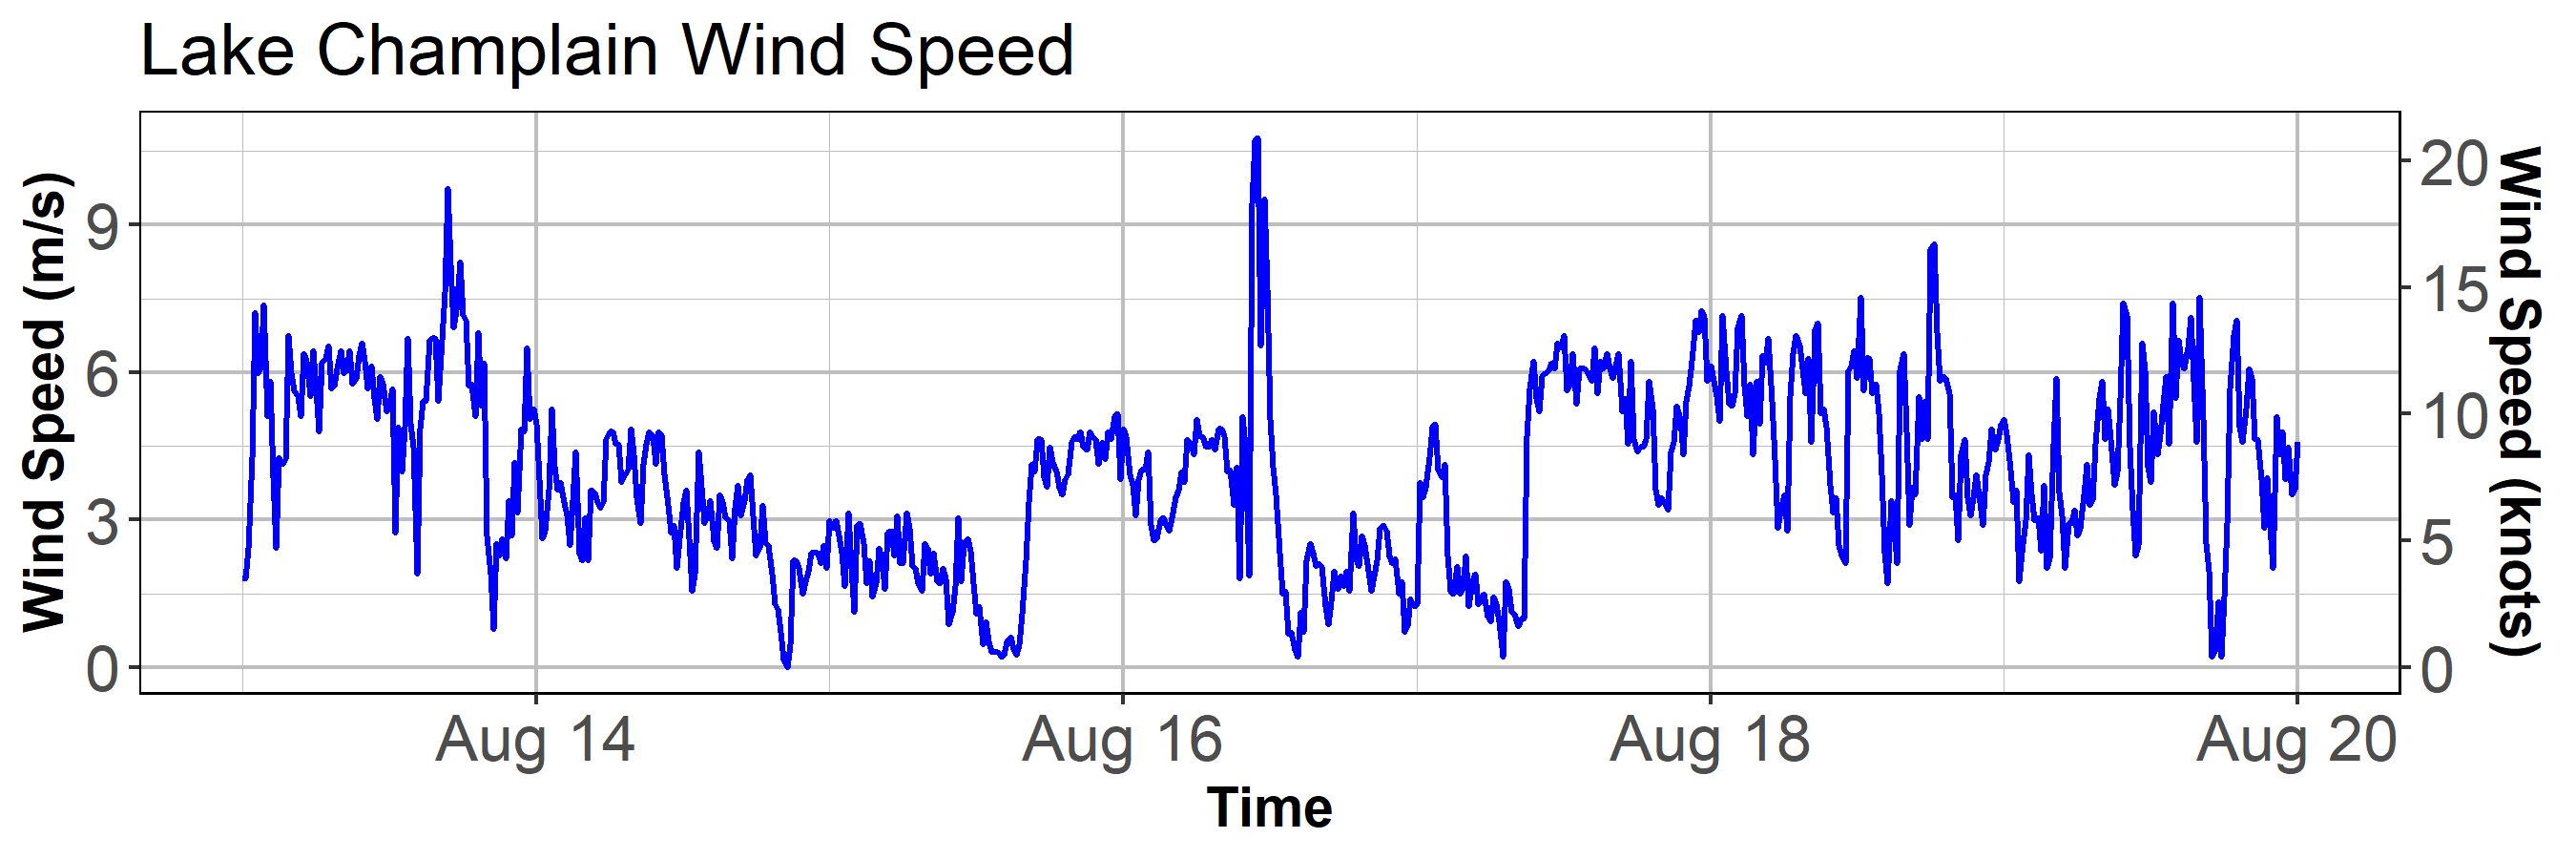 Lake Champlain Wind Speed
Wind Speed (m/s)
9
6
3
0
20
15
10
5
0
Wind Speed (knots)
Aug 14
Aug 16
Aug 18
Aug 20
Time